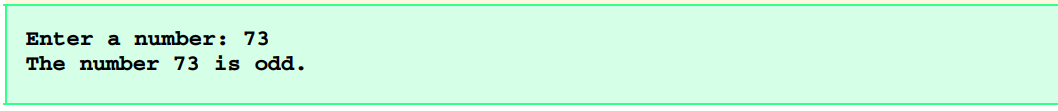 Enter a number: 73
The number 73 is odd.